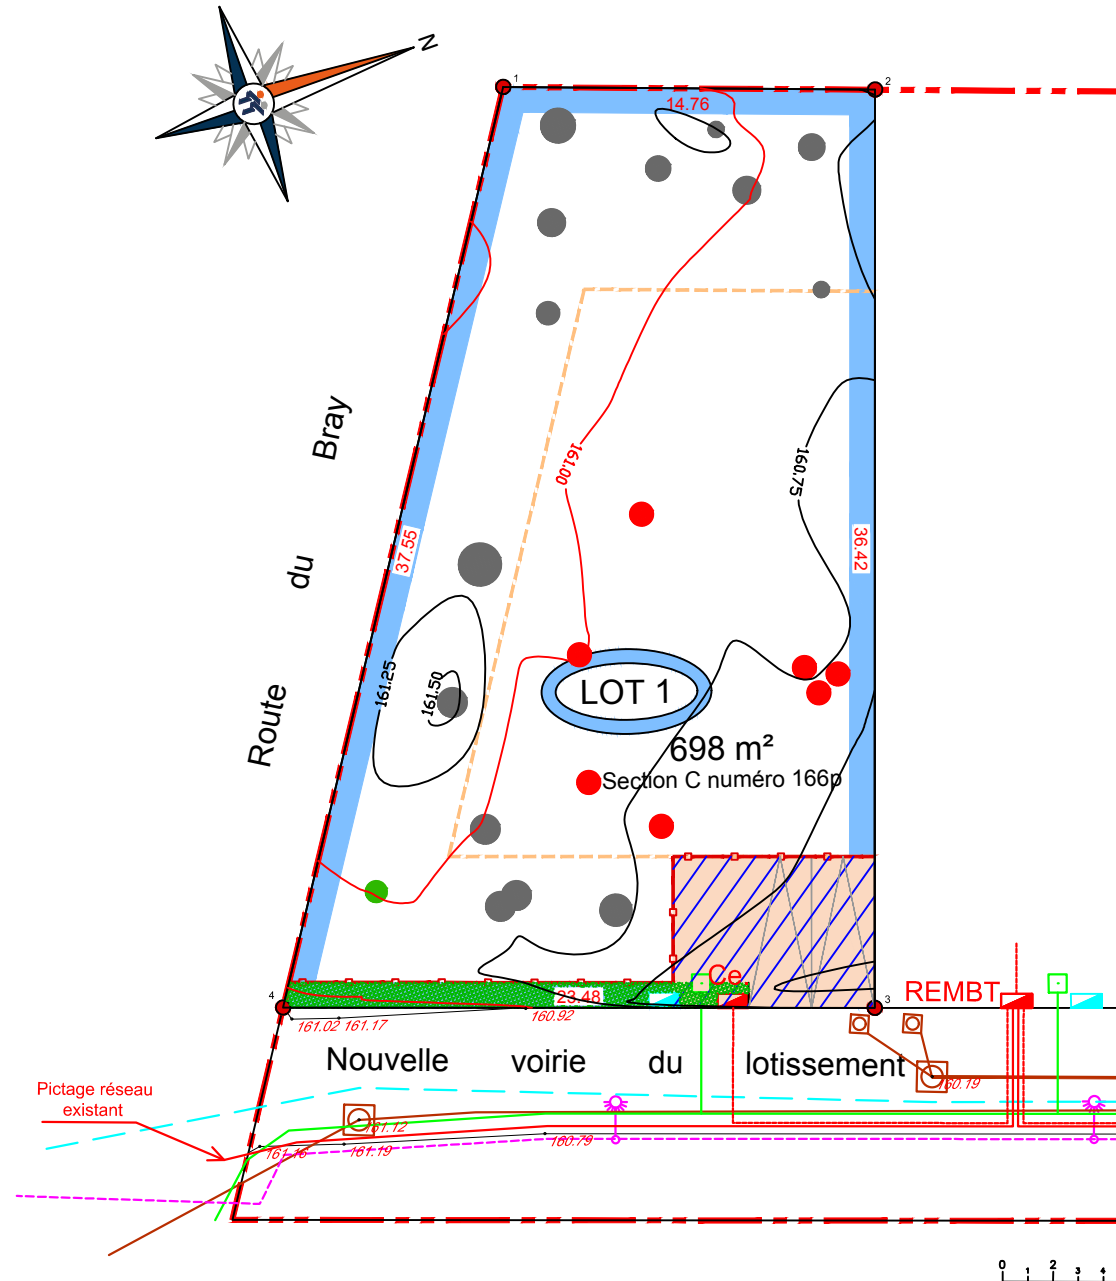 N
1
2
14.76
Route du Bray
37.55
161.00
160.75
36.42
161.25
161.50
LOT 1
698 m²
Section C numéro 166p
Ce
REMBT
4
23.48
3
161.02
161.17
160.92
Nouvelle voirie du lotissement
160.19
Pictage réseau
existant
161.12
161.16
161.19
160.79
0 1 2 3 4